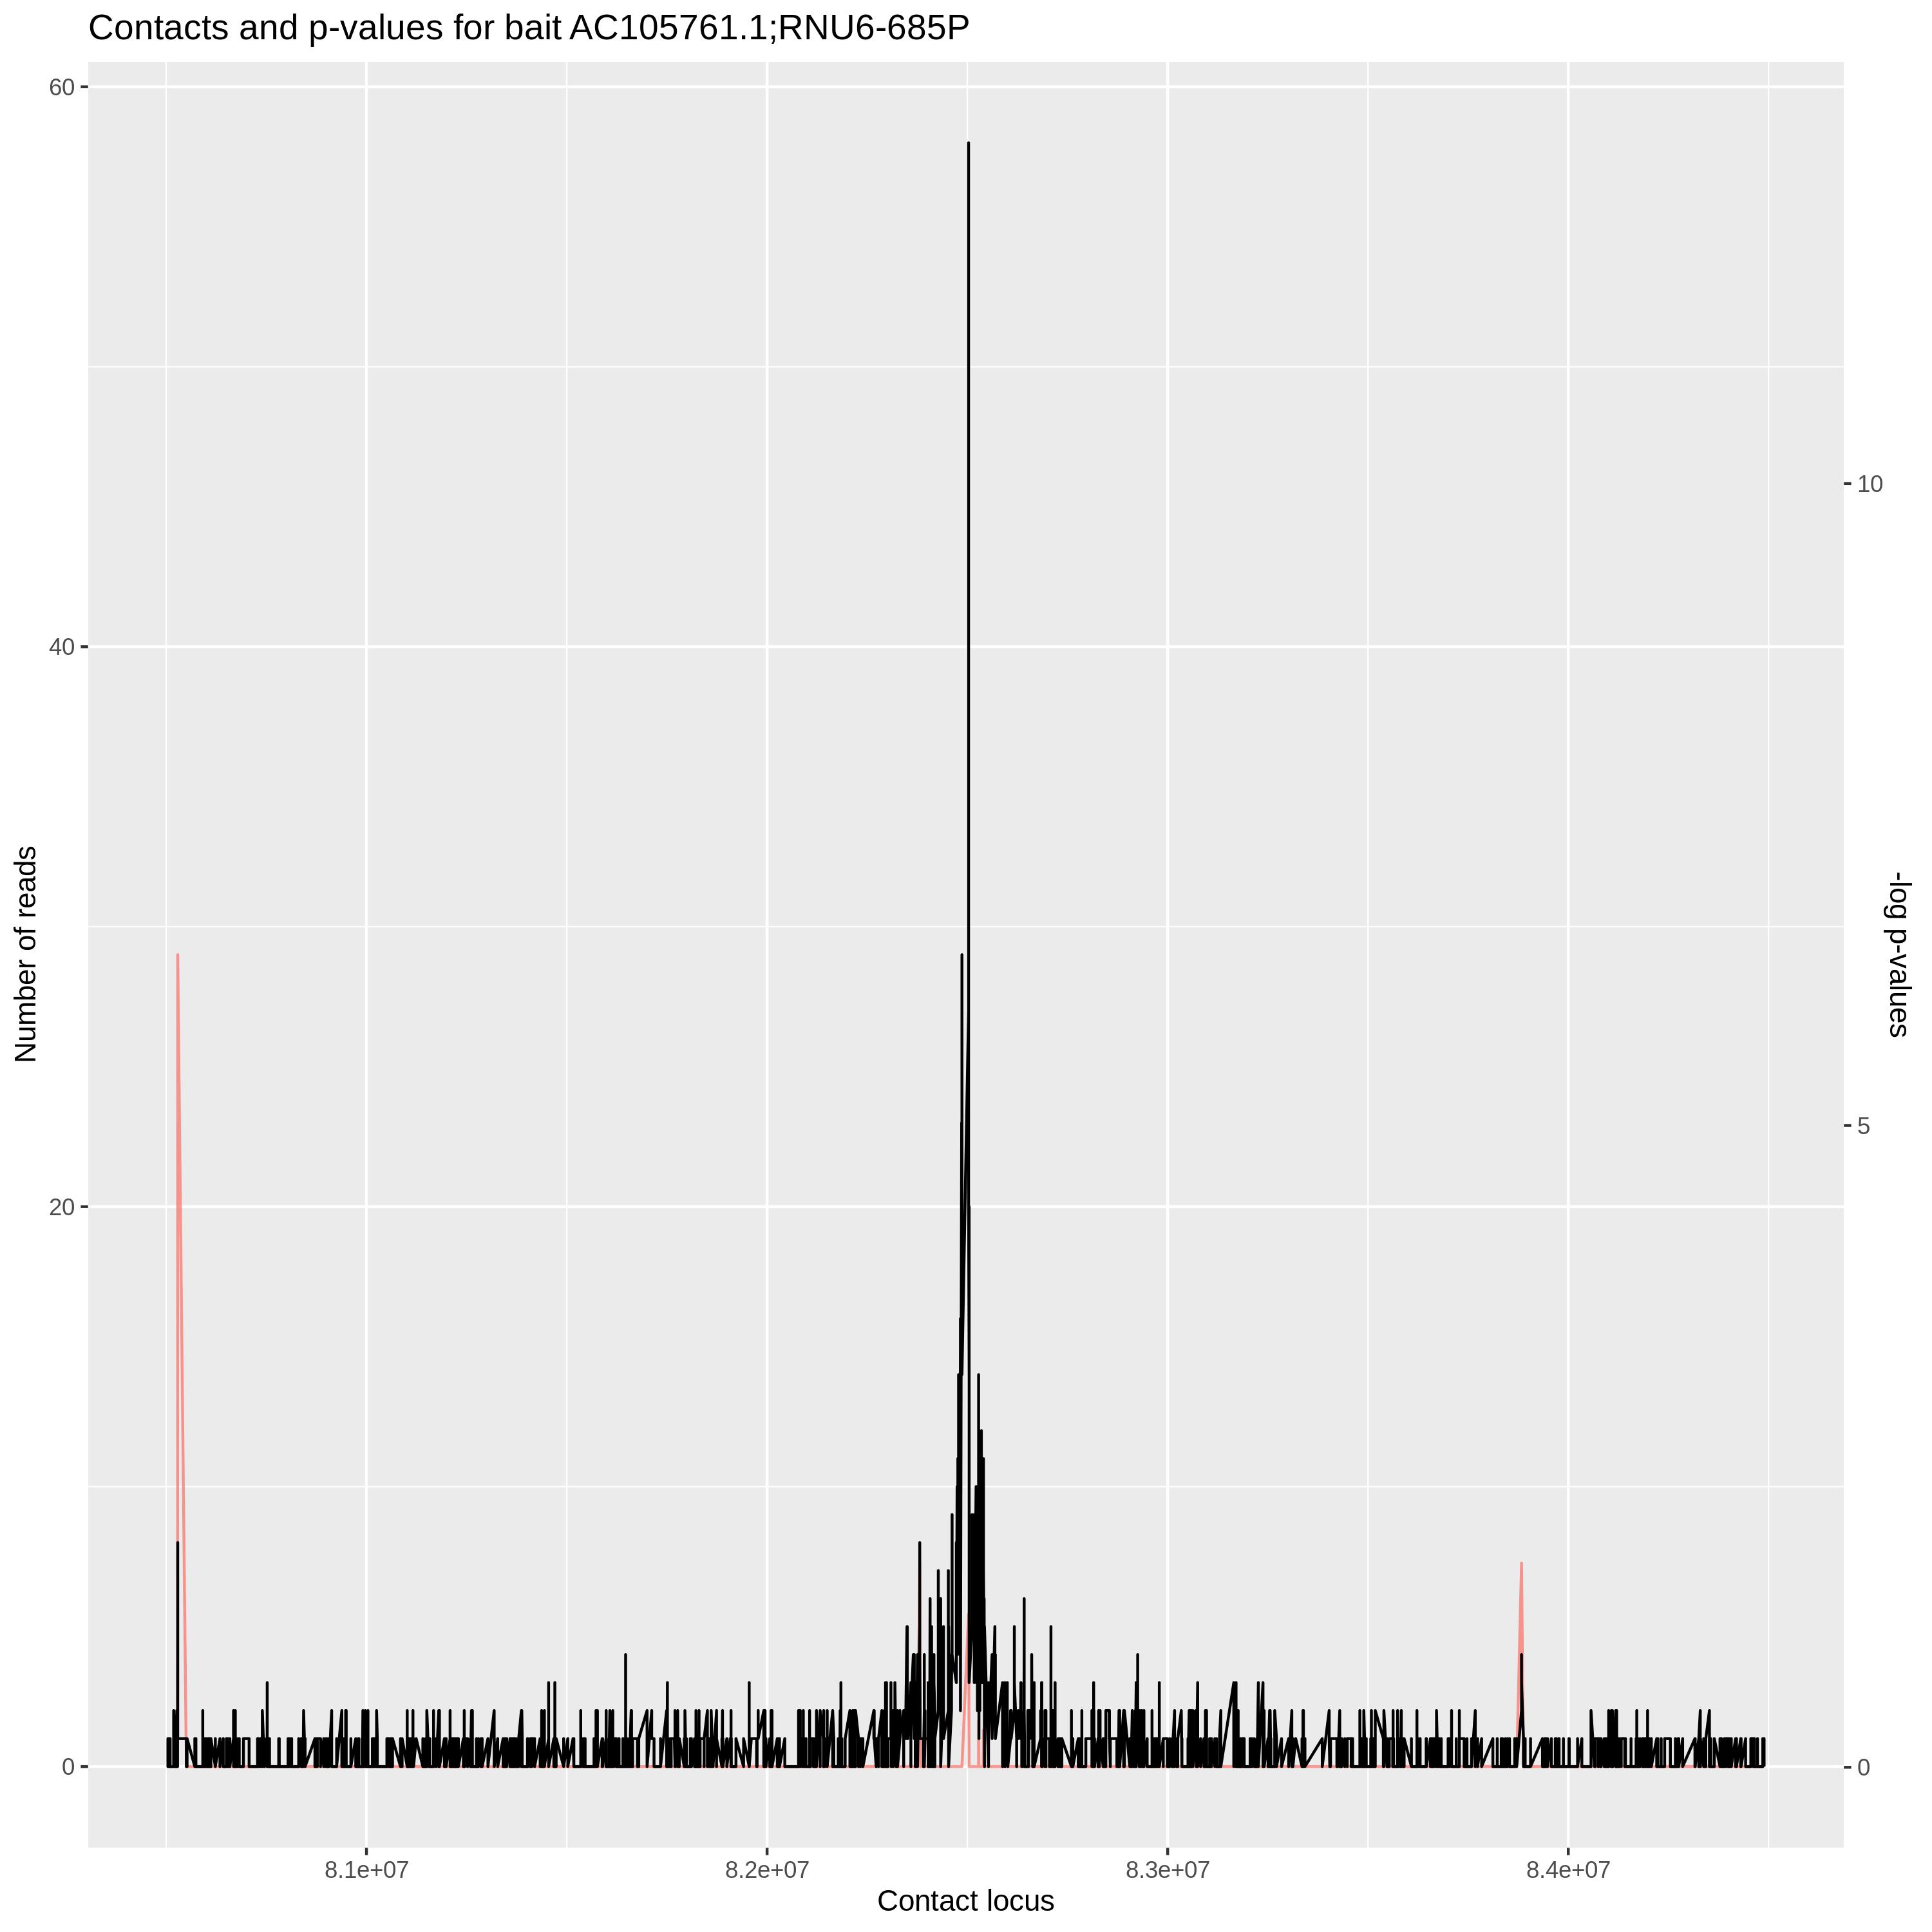 Contacts and p-values for bait AC105761.1;RNU6-685P
60
40
20
0
Number of reads
10
5
0
-log p-values
8.1e+07
8.2e+07
8.3e+07
8.4e+07
Contact locus